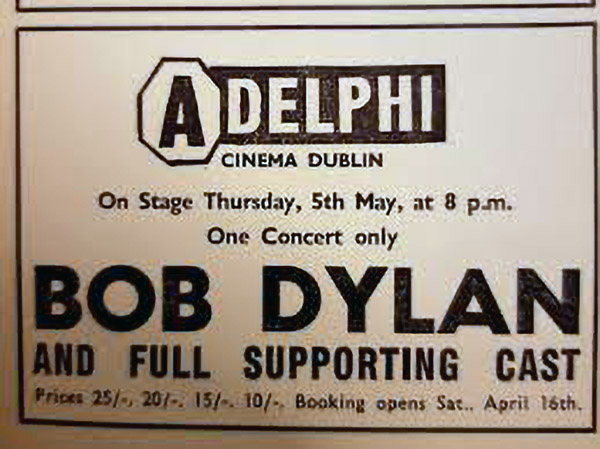 ADELPHI
CINEMA DUBLIN
On Stage Thursday, 5th May, at 8 p.m.
One Concert only
BOB DYLAN
AND FULL SUPPORTING CAST
Prices 25/-, 20/-, 15/-, 10/-. Booking opens Sat., April 16th.